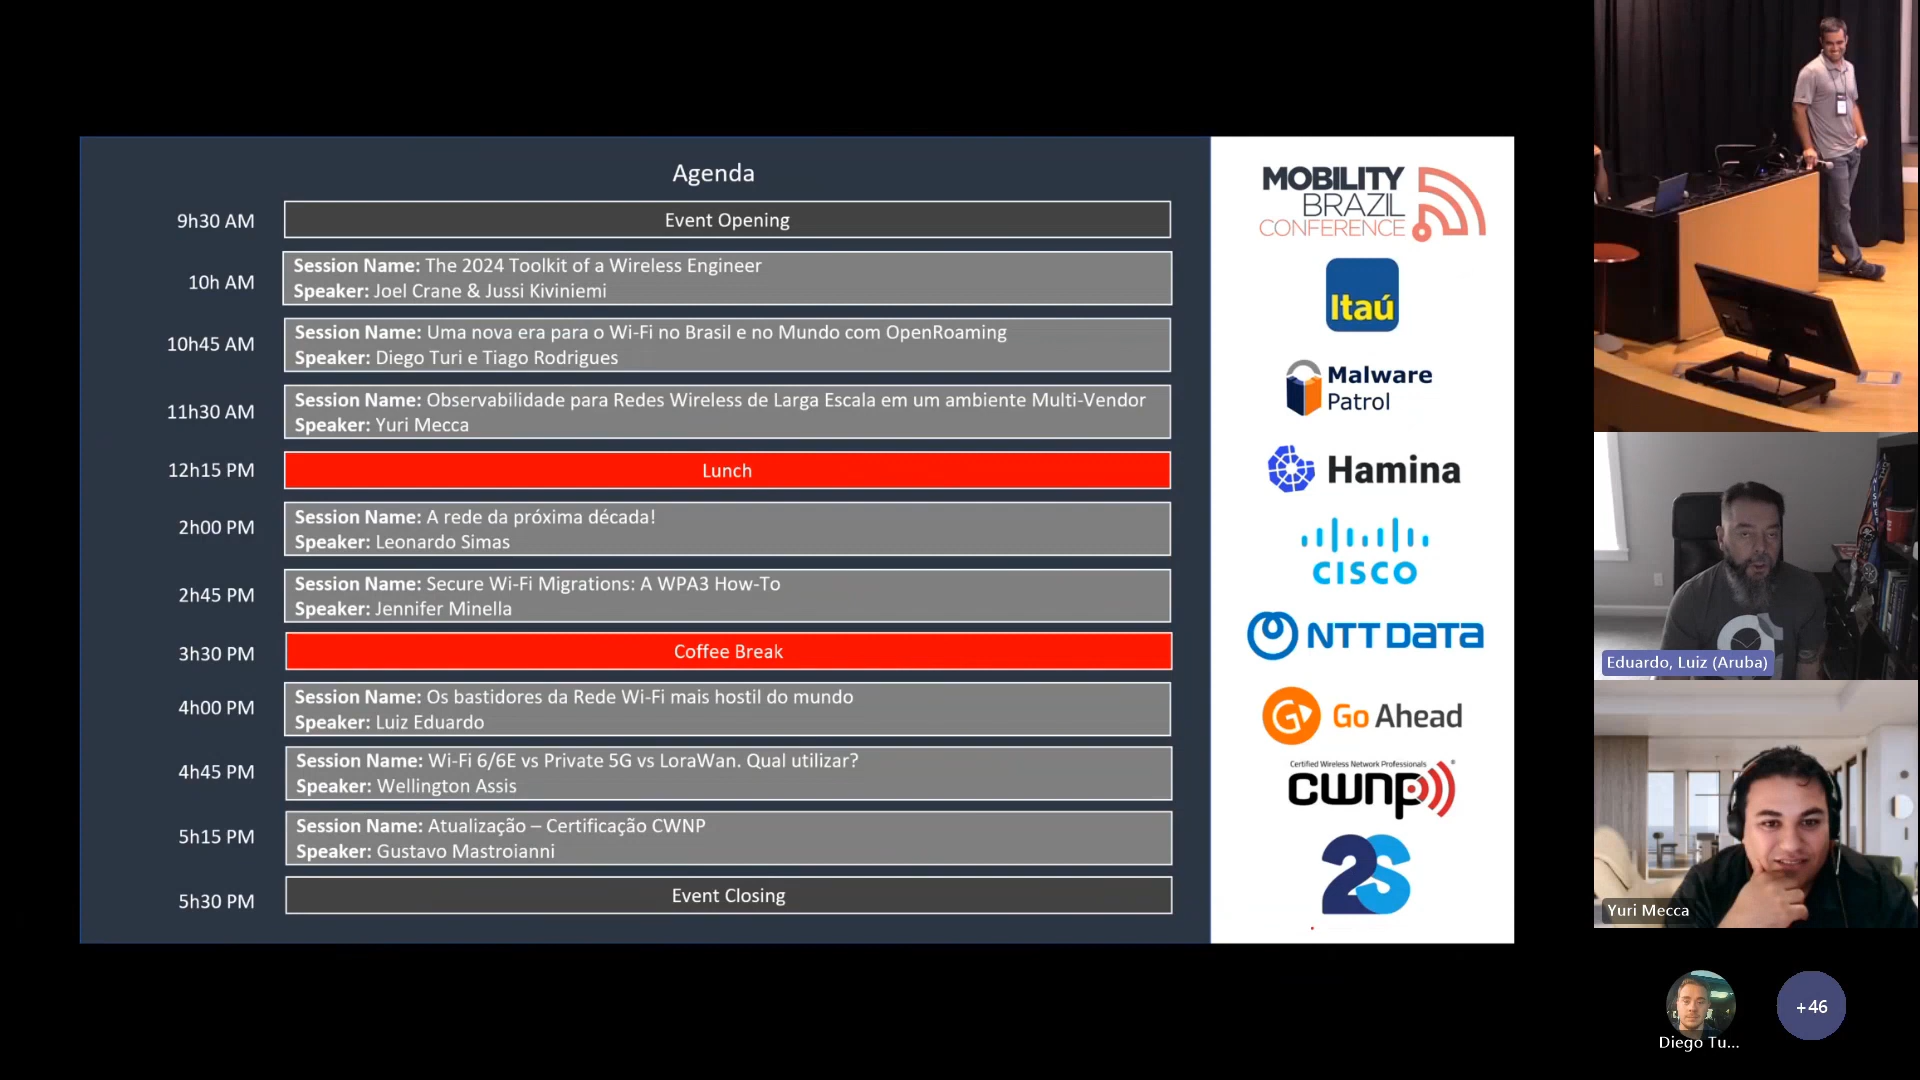 Agenda
9h30 AM
Event Opening
10h AM
Session Name: The 2024 Toolkit of a Wireless Engineer
Speaker: Joel Crane & Jussi Kiviniemi
10h45 AM
Session Name: Uma nova era para o Wi-Fi no Brasil e no Mundo com OpenRoaming
Speaker: Diego Turi e Tiago Rodrigues
11h30 AM
Session Name: Observabilidade para Redes Wireless de Larga Escala em um ambiente Multi-Vendor
Speaker: Yuri Mecca
12h15 PM
Lunch
2h00 PM
Session Name: A rede da próxima década!
Speaker: Leonardo Simas
2h45 PM
Session Name: Secure Wi-Fi Migrations: A WPA3 How-To
Speaker: Jennifer Minella
3h30 PM
Coffee Break
4h00 PM
Session Name: Os bastidores da Rede Wi-Fi mais hostil do mundo
Speaker: Luiz Eduardo
4h45 PM
Session Name: Wi-Fi 6/6E vs Private 5G vs LoraWan. Qual utilizar?
Speaker: Wellington Assis
5h15 PM
Session Name: Atualização – Certificação CWNP
Speaker: Gustavo Mastroianni
5h30 PM
Event Closing
MOBILITY
BRAZIL
CONFERENCE
Itaú
Malware
Patrol
Hamina
CISCO
NTT DATA
Go Ahead
Certified Wireless Network Professionals
CWNP
2S
Eduardo, Luiz (Aruba)
Yuri Mecca
Diego Tu...
+46